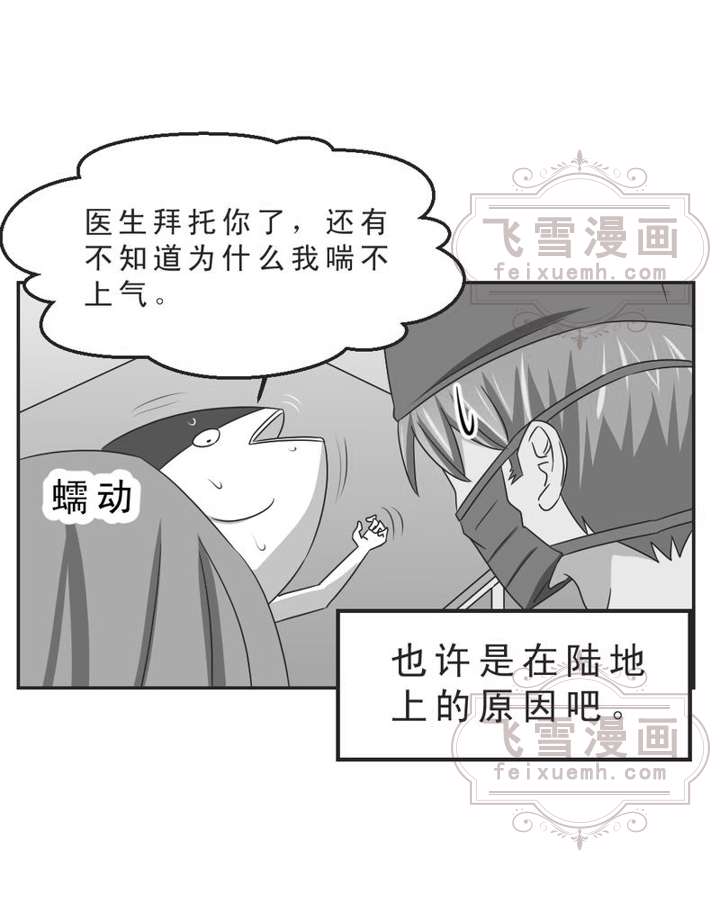 医生拜托你了，还有
不知道为什么我喘不
上气。
飞雪漫画
feixuemh.com
蠕动
也许是在陆地
上的原因吧。
飞雪漫画
feixuemh.com